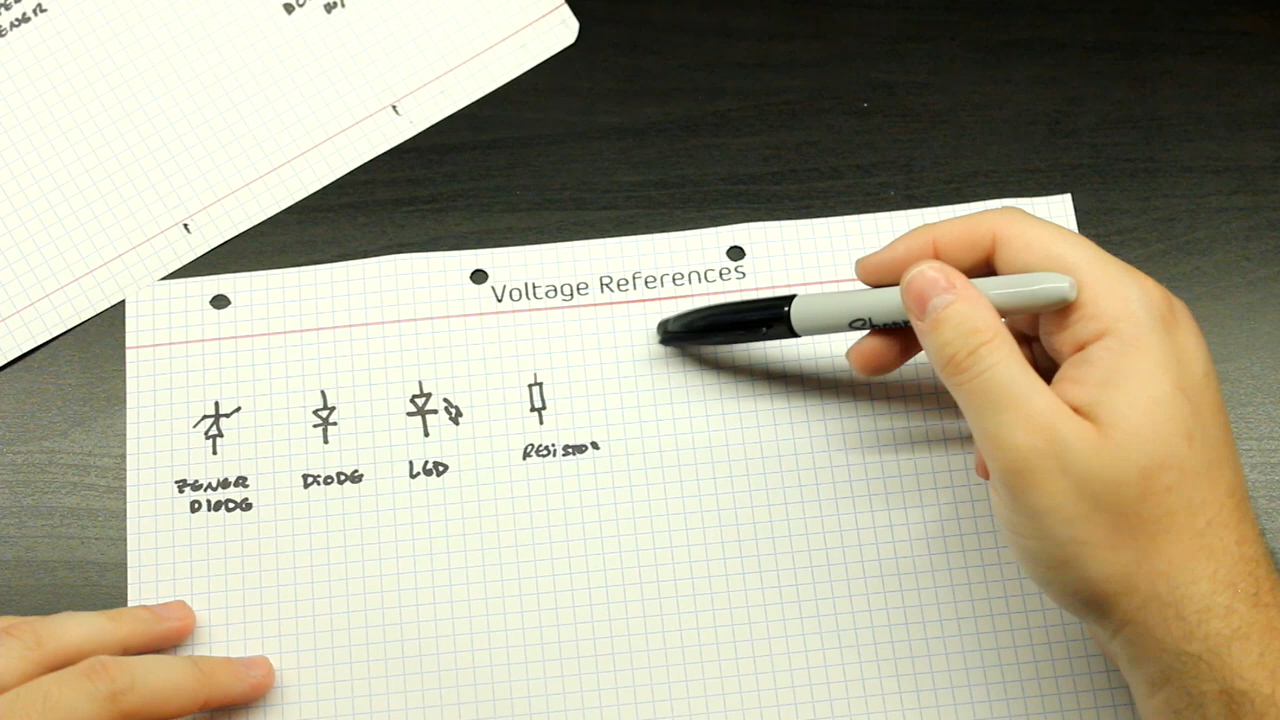 Voltage References
ZENER
DIODE
DIODE
LED
RESISTOR